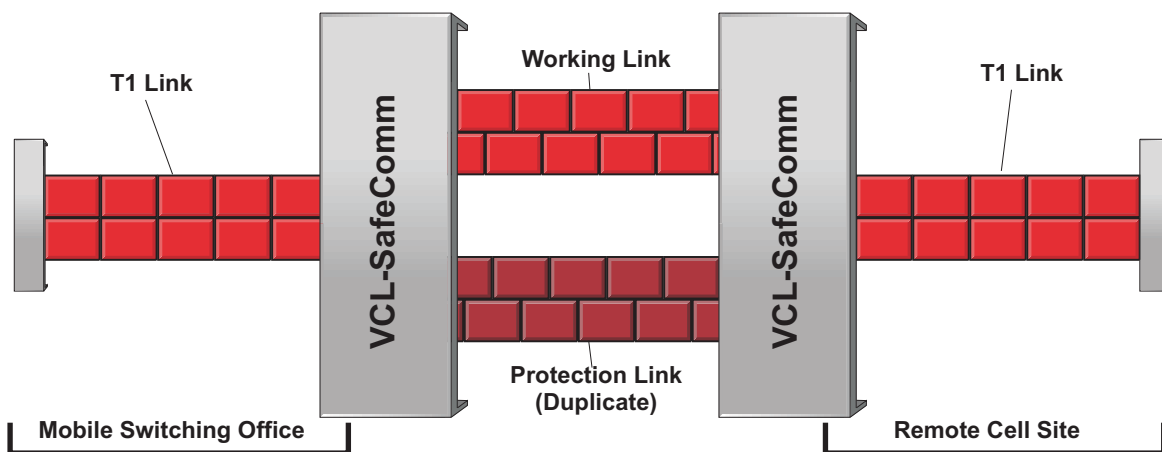 T1 Link
VCL-SafeComm
Working Link
Protection Link
(Duplicate)
VCL-SafeComm
T1 Link
Mobile Switching Office
Remote Cell Site